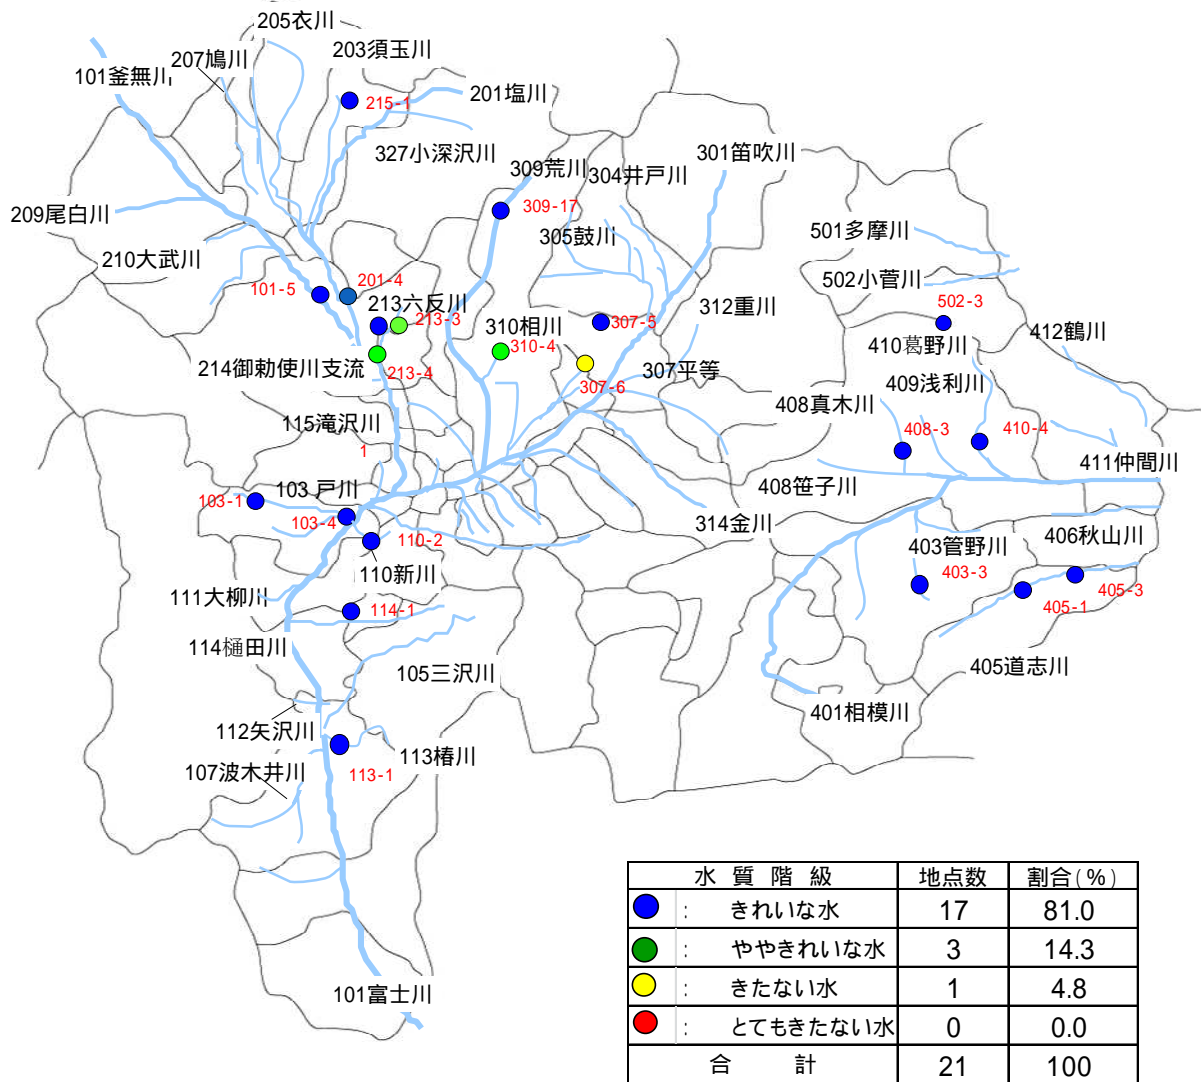 205衣川
203須玉川
207鳩川
101釜無川
201塩川
215-1
327小深沢川
309荒川
304井戸川
301笛吹川
209尾白川
309-17
305鼓川
501多摩川
210大武川
502小菅川
101-5
201-4
213六反川
213-3
310相川
310-4
307-5
312重川
502-3
412鶴川
410葛野川
214御勅使川支流
213-4
307-6
307平等
409浅利川
408真木川
115滝沢川
1
408-3
410-4
411仲間川
103-1
103 戸川
103-4
408笹子川
314金川
110-2
110新川
403管野川
406秋山川
403-3
405-1
405-3
111大柳川
114-1
114樋田川
105三沢川
405道志川
401相模川
112矢沢川
113椿川
107波木井川
113-1
101富士川
水 質 階 級 地点数 割合(%)
: きれいな水 17 81.0
: ややきれいな水 3 14.3
: きたない水 1 4.8
: とてもきたない水 0 0.0
合 計 21 100